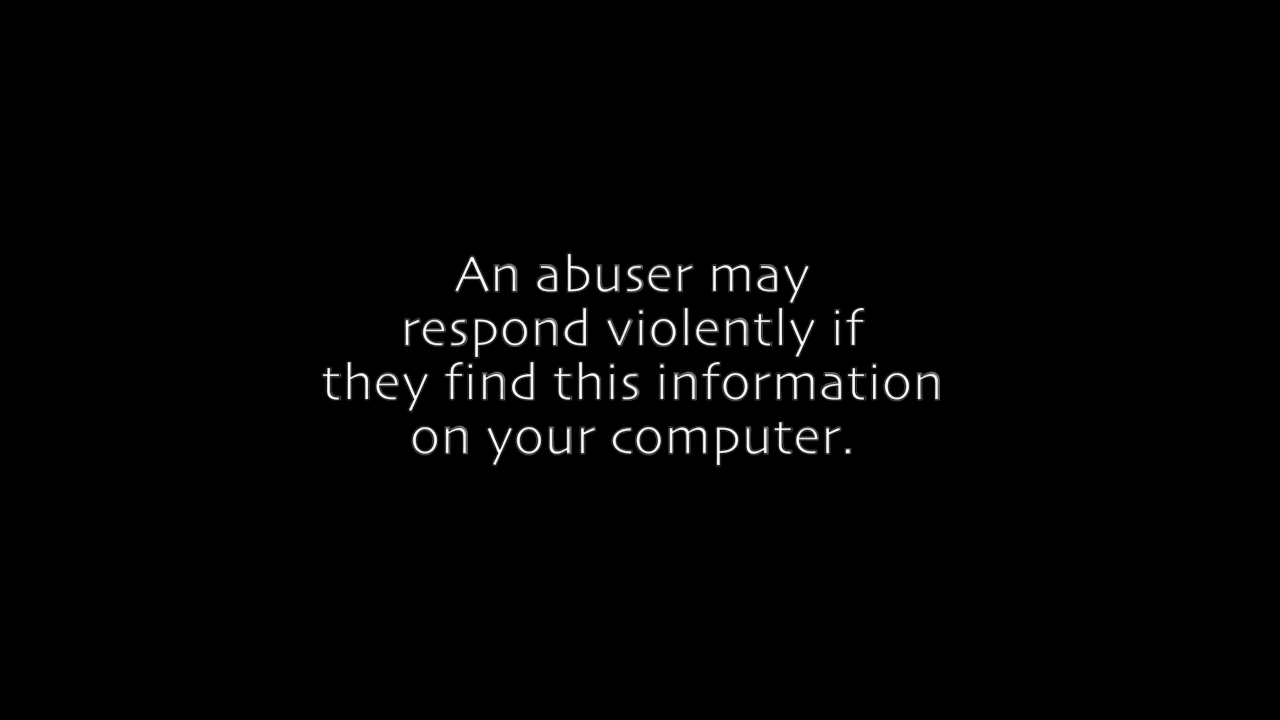 An abuser may
respond violently if
they find this information
on your computer.